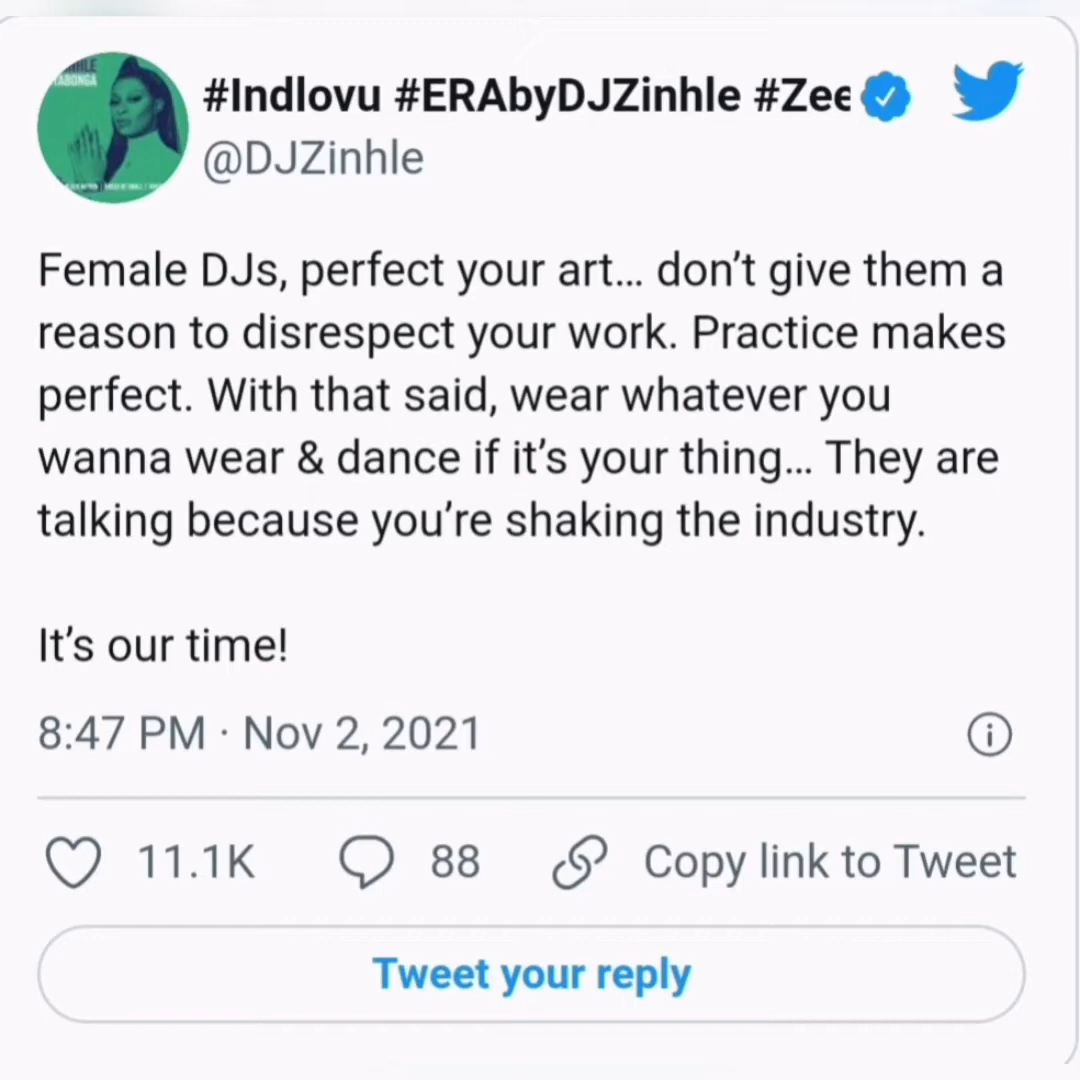 #Indlovu #ERAbyDJZinhle #Zee
@DJZinhle
Female DJs, perfect your art... don't give them a
reason to disrespect your work. Practice makes
perfect. With that said, wear whatever you
wanna wear & dance if it's your thing... They are
talking because you're shaking the industry.
It's our time!
8:47 PM · Nov 2, 2021
11.1K 88 Copy link to Tweet
Tweet your reply